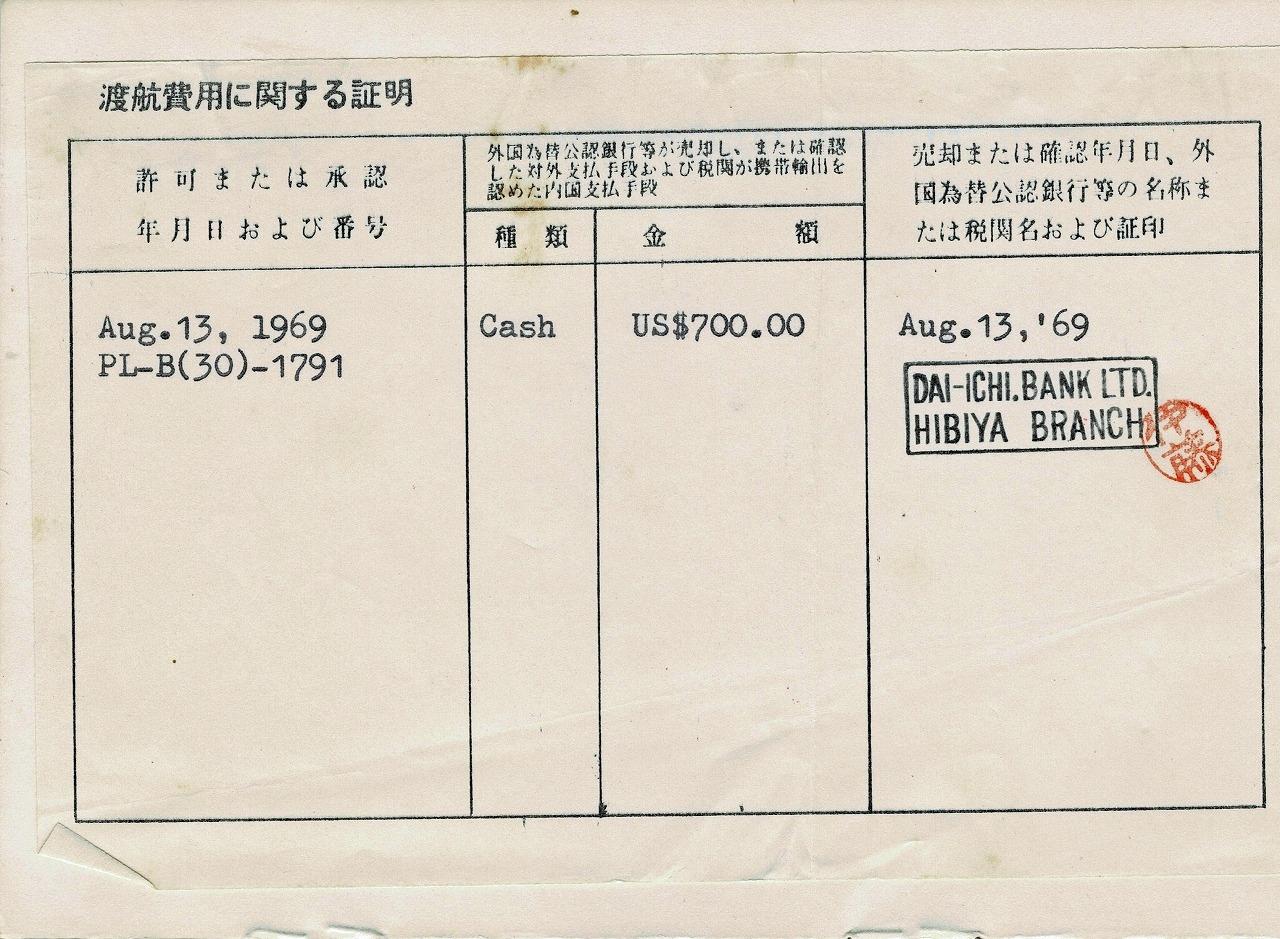 渡航費用に関する証明
許可または承認
年月日および番号
外国為替公認銀行等が売却し、または確認
した対外支払手段および税関が携帯輸出を
認めた内国支払手段
種類
金額
売却または確認年月日、外
国為替公認銀行等の名称ま
たは税関名および証印
Aug.13, 1969
PL-B(30)-1791
Cash
US$700.00
Aug.13,'69
DAI-ICHI.BANK LTD.
HIBIYA BRANCH
伊藤